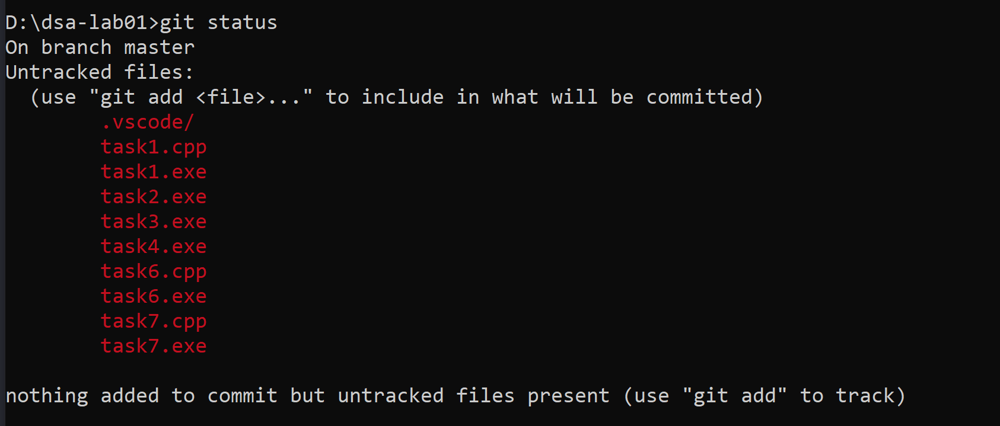 D:\dsa-lab01>git status
On branch master
Untracked files:
  (use "git add <file>..." to include in what will be committed)
        .vscode/
        task1.cpp
        task1.exe
        task2.exe
        task3.exe
        task4.exe
        task6.cpp
        task6.exe
        task7.cpp
        task7.exe

nothing added to commit but untracked files present (use "git add" to track)